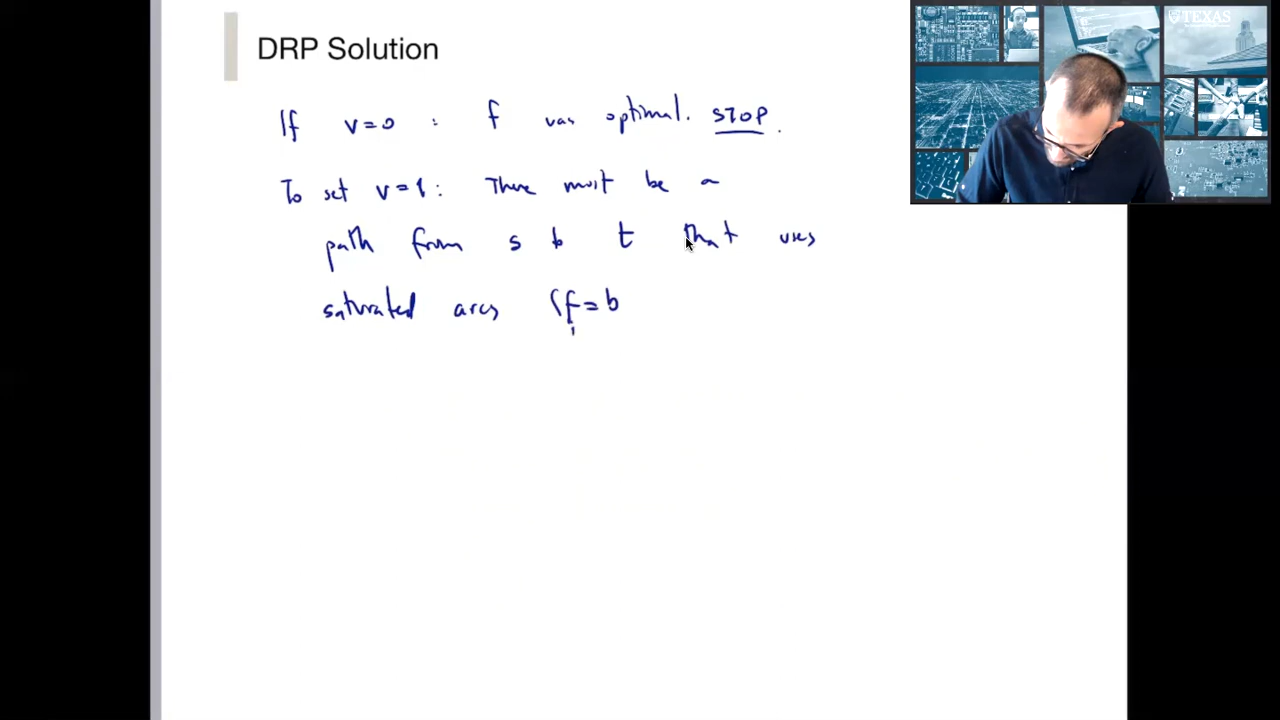 DRP Solution
TEXAS
If v=0 : f was optimal. STOP.
To set v=1: There must be a
path from s to t that uses
saturated arcs (f=b